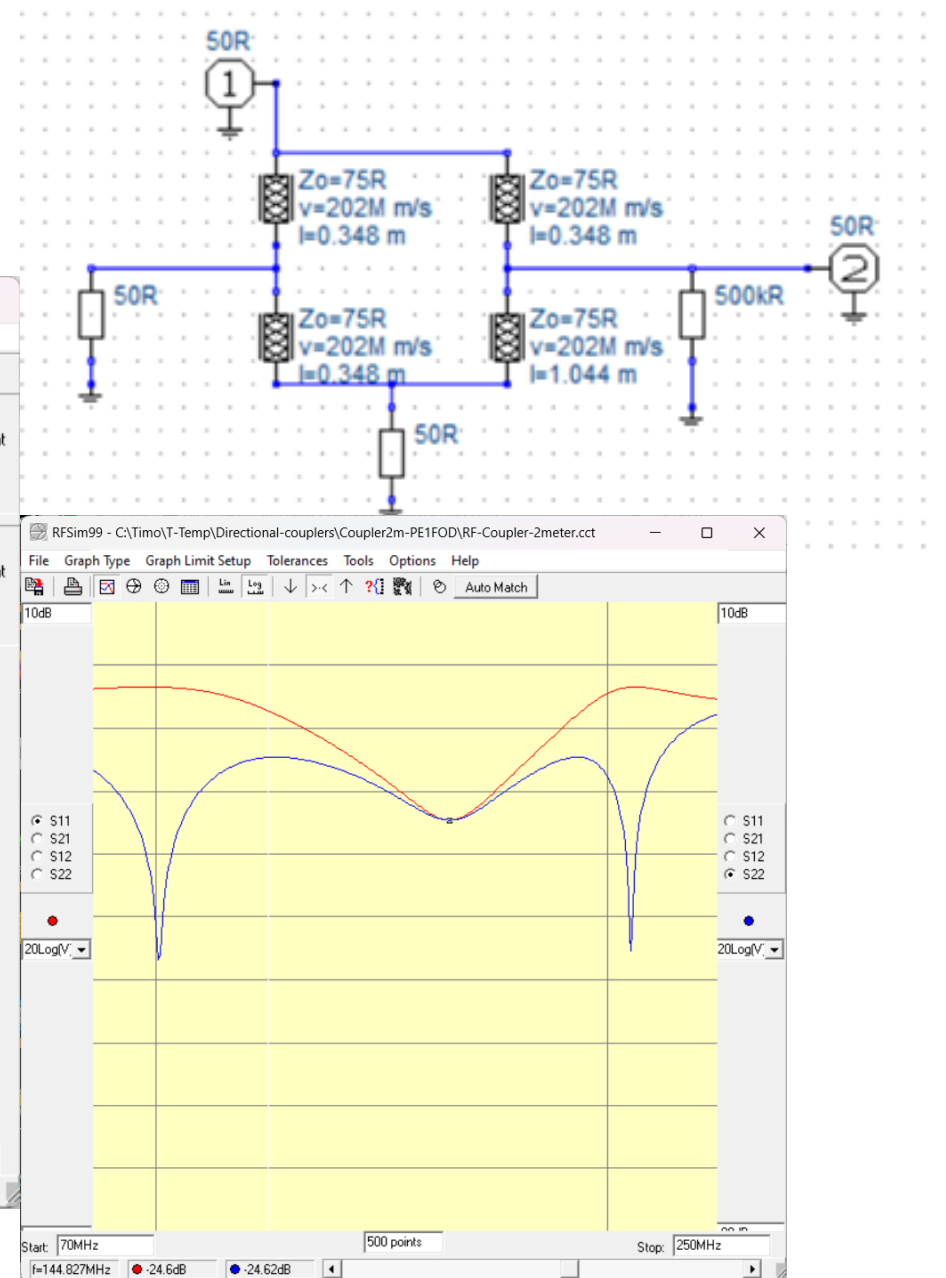 50R
1
Zo=75R
v=202M m/s
l=0.348 m
Zo=75R
v=202M m/s
l=0.348 m
50R
2
50R
500kR
Zo=75R
v=202M m/s
l=0.348 m
Zo=75R
v=202M m/s
l=1.044 m
50R
RFSim99 - C:\Timo\T-Temp\Directional-couplers\Coupler2m-PE1FOD\RF-Coupler-2meter.cct
File Graph Type Graph Limit Setup Tolerances Tools Options Help
Lin Log Auto Match
10dB 10dB
S11 S11
S21 S21
S12 S12
S22 S22
20Log(V) 20Log(V)
Start: 70MHz 500 points Stop: 250MHz
f=144.827MHz -24.6dB -24.62dB